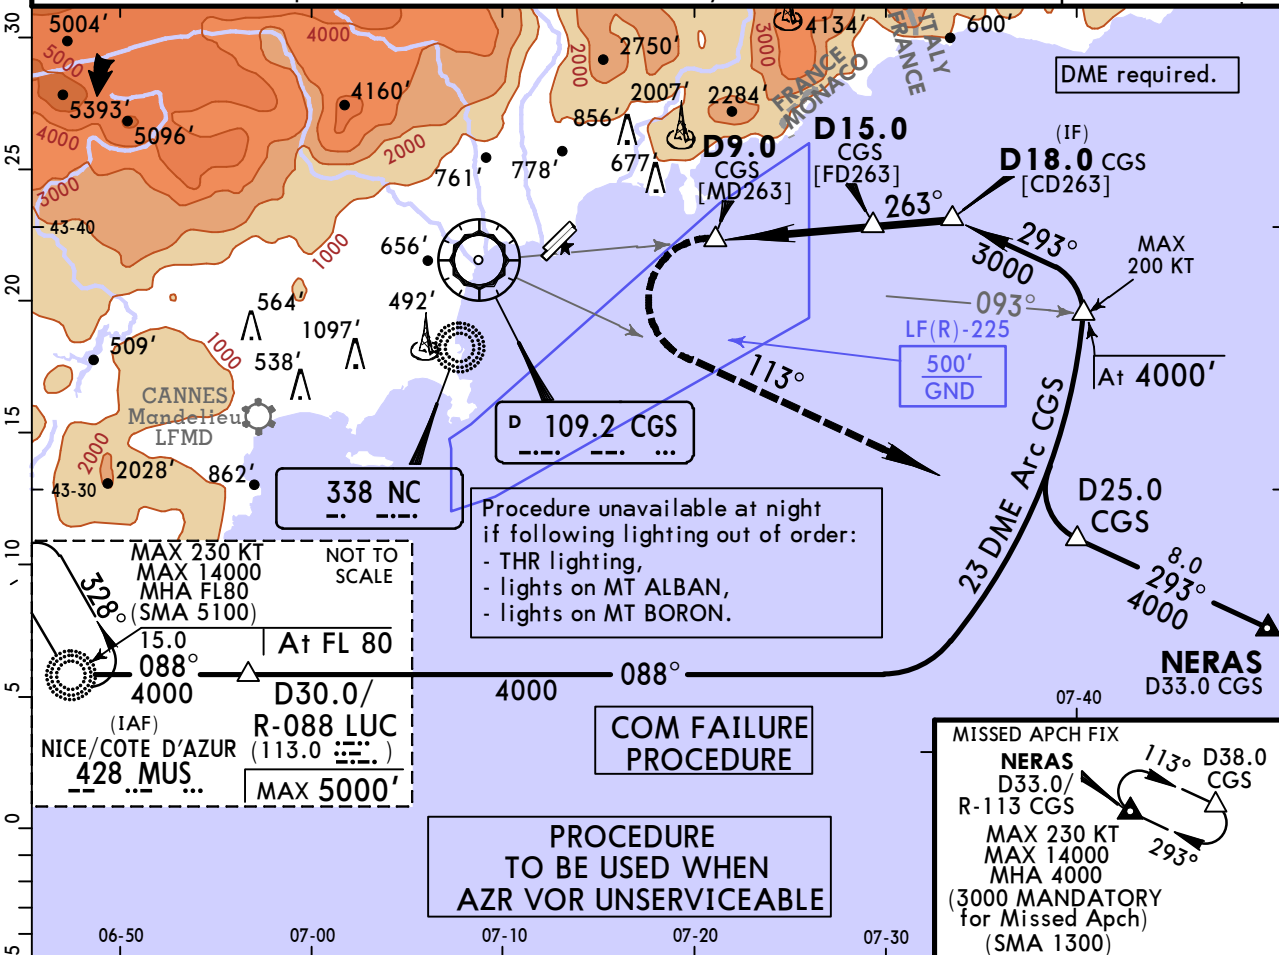 30
25
20
15
10
5
0
5
5004'
5000
5393'
5096'
4000
3000
4000
4160'
2000
1000
43-40
2000
2750'
3000
4134'
ITALY
FRANCE
600'
FRANCE
MONACO
DME required.
2007'
2284'
856'
677'
778'
761'
656'
D9.0
CGS
[MD263]
D15.0
CGS
[FD263]
(IF)
D18.0 CGS
[CD263]
263°
293°
3000
MAX
200 KT
093°
At 4000'
LF(R)-225
500'
GND
113°
564'
1097'
538'
492'
509'
1000
CANNES
Mandelieu
LFMD
2000
2028'
862'
43-30
D 109.2 CGS
338 NC
Procedure unavailable at night
if following lighting out of order:
- THR lighting,
- lights on MT ALBAN,
- lights on MT BORON.
23 DME Arc CGS
D25.0
CGS
8.0
293°
4000
NERAS
D33.0 CGS
MAX 230 KT
MAX 14000
MHA FL80
(SMA 5100)
NOT TO
SCALE
328°
15.0
088°
4000
At FL 80
(IAF)
NICE/COTE D'AZUR
428 MUS
D30.0/
R-088 LUC
(113.0 )
MAX 5000'
4000
088°
COM FAILURE
PROCEDURE
PROCEDURE
TO BE USED WHEN
AZR VOR UNSERVICEABLE
07-40
MISSED APCH FIX
NERAS
D33.0/
R-113 CGS
113°
D38.0
CGS
293°
MAX 230 KT
MAX 14000
MHA 4000
(3000 MANDATORY
for Missed Apch)
(SMA 1300)
06-50
07-00
07-10
07-20
07-30